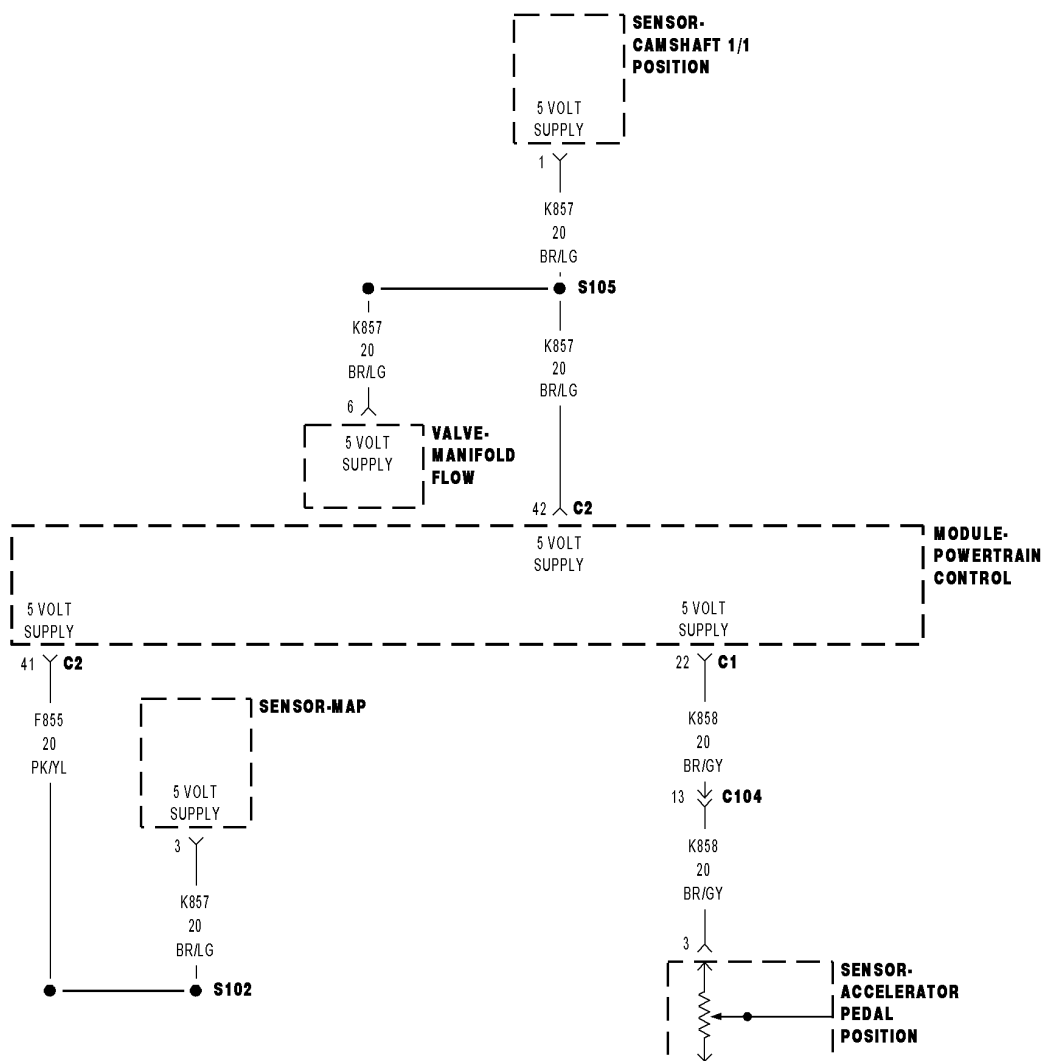 SENSOR-
CAMSHAFT 1/1
POSITION
5 VOLT
SUPPLY
1
K857
20
BR/LG
S105
K857
20
BR/LG
K857
20
BR/LG
6
5 VOLT
SUPPLY
VALVE-
MANIFOLD
FLOW
42 C2
5 VOLT
SUPPLY
MODULE-
POWERTRAIN
CONTROL
5 VOLT
SUPPLY
5 VOLT
SUPPLY
41 C2
22 C1
F855
20
PK/YL
SENSOR-MAP
5 VOLT
SUPPLY
3
K857
20
BR/LG
S102
K858
20
BR/GY
13 C104
K858
20
BR/GY
3
SENSOR-
ACCELERATOR
PEDAL
POSITION